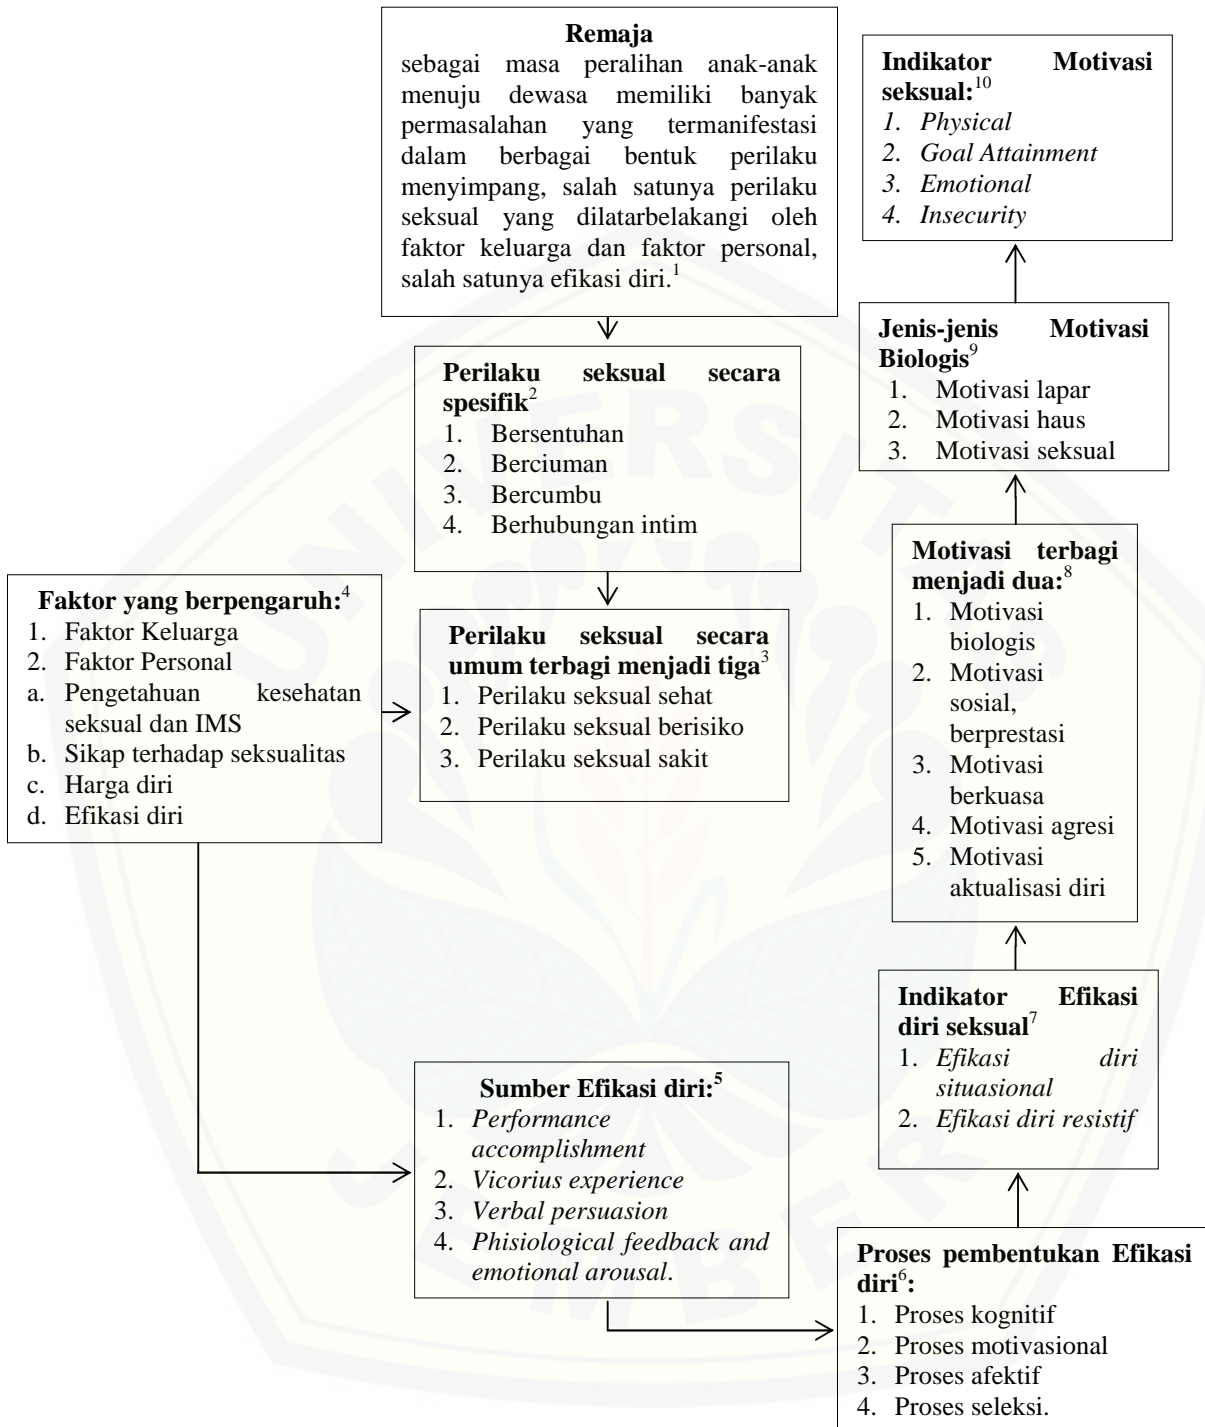 Remaja
sebagai masa peralihan anak-anak
menuju dewasa memiliki banyak
permasalahan yang termanifestasi
dalam berbagai bentuk perilaku
menyimpang, salah satunya perilaku
seksual yang dilatarbelakangi oleh
faktor keluarga dan faktor personal,
salah satunya efikasi diri.1
Perilaku seksual secara
spesifik2
1. Bersentuhan
2. Berciuman
3. Bercumbu
4. Berhubungan intim
Faktor yang berpengaruh:4
1. Faktor Keluarga
2. Faktor Personal
a. Pengetahuan kesehatan
seksual dan IMS
b. Sikap terhadap seksualitas
c. Harga diri
d. Efikasi diri
Perilaku seksual secara
umum terbagi menjadi tiga3
1. Perilaku seksual sehat
2. Perilaku seksual berisiko
3. Perilaku seksual sakit
Sumber Efikasi diri:5
1. Performance
accomplishment
2. Vicorius experience
3. Verbal persuasion
4. Phisiological feedback and
emotional arousal.
Proses pembentukan Efikasi
diri6:
1. Proses kognitif
2. Proses motivasional
3. Proses afektif
4. Proses seleksi.
Indikator Efikasi
diri seksual7
1. Efikasi diri
situasional
2. Efikasi diri resistif
Motivasi terbagi
menjadi dua:8
1. Motivasi
biologis
2. Motivasi
sosial,
berprestasi
3. Motivasi
berkuasa
4. Motivasi agresi
5. Motivasi
aktualisasi diri
Jenis-jenis Motivasi
Biologis9
1. Motivasi lapar
2. Motivasi haus
3. Motivasi seksual
Indikator Motivasi
seksual:10
1. Physical
2. Goal Attainment
3. Emotional
4. Insecurity
UNIVERSITAS
JEMBER